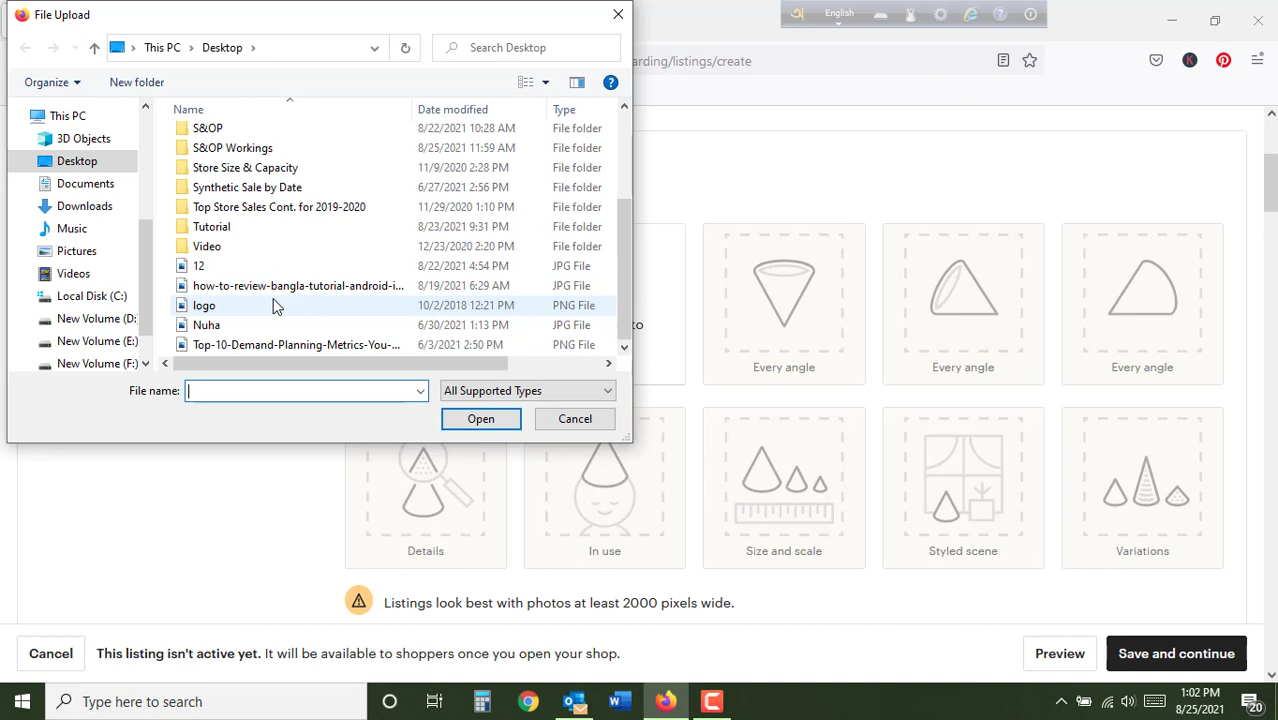 File Upload
English
This PC
Desktop
Search Desktop
arding/listings/create
Organize
New folder
Name
Date modified
Type
This PC
3D Objects
Desktop
Documents
Downloads
Music
Pictures
Videos
Local Disk (C:)
New Volume (D:
New Volume (E:)
New Volume (F:)
S&OP 8/22/2021 10:28 AM File folder
S&OP Workings 8/25/2021 11:59 AM File folder
Store Size & Capacity 11/9/2020 2:28 PM File folder
Synthetic Sale by Date 6/27/2021 2:56 PM File folder
Top Store Sales Cont. for 2019-2020 11/29/2020 1:10 PM File folder
Tutorial 8/23/2021 9:31 PM File folder
Video 12/23/2020 2:20 PM File folder
12 8/22/2021 4:54 PM JPG File
how-to-review-bangla-tutorial-android-i... 8/19/2021 6:29 AM JPG File
logo 10/2/2018 12:21 PM PNG File
Nuha 6/30/2021 1:13 PM JPG File
Top-10-Demand-Planning-Metrics-You-... 6/3/2021 2:50 PM PNG File
File name:
All Supported Types
Open
Cancel
to
Every angle
Every angle
Every angle
Details
In use
Size and scale
Styled scene
Variations
Listings look best with photos at least 2000 pixels wide.
Cancel
This listing isn't active yet. It will be available to shoppers once you open your shop.
Preview
Save and continue
Type here to search
1:02 PM
8/25/2021
20